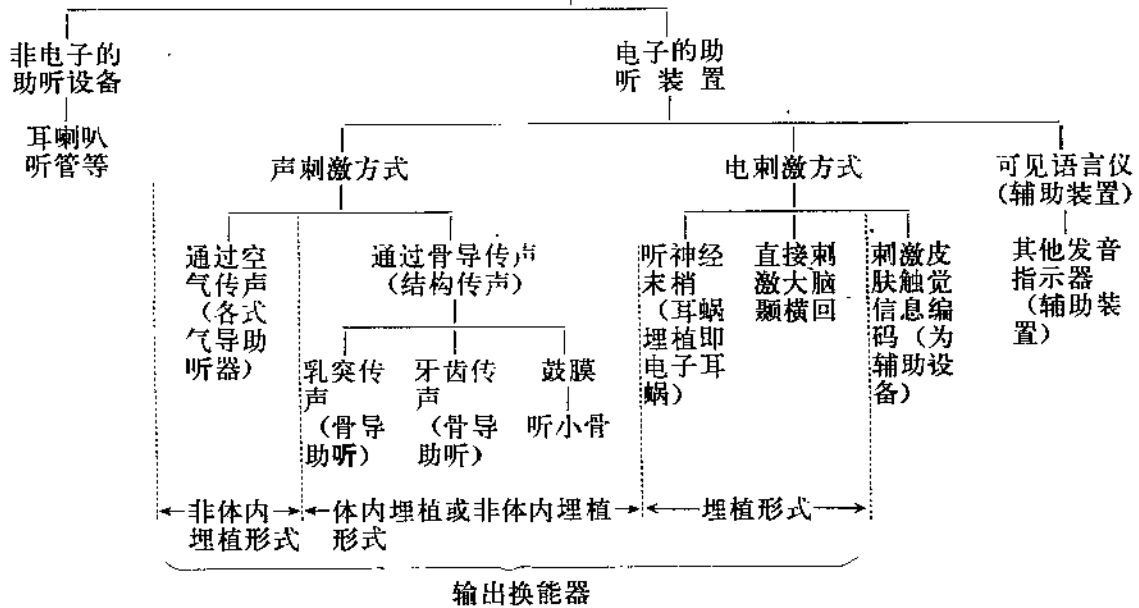 非电子的
助听设备
耳喇叭
听管等
电子的助
听装置
声刺激方式
电刺激方式
可见语言仪
(辅助装置)
通过空
气传声
(各式
气导助
听器)
通过骨导传声
(结构传声)
听神经
末梢
(耳蜗
埋植即
电子耳
蜗)
直接刺
激大脑
颞横回
刺激皮
肤触觉
信息编
码(为
辅助设
备)
其他发音
指示器
(辅助装
置)
乳突传
声
(骨导
助听)
牙齿传
声
(骨导
助听)
鼓膜
听小骨
非体内
埋植形式
体内埋植或非体内埋植
形式
埋植形式
输出换能器